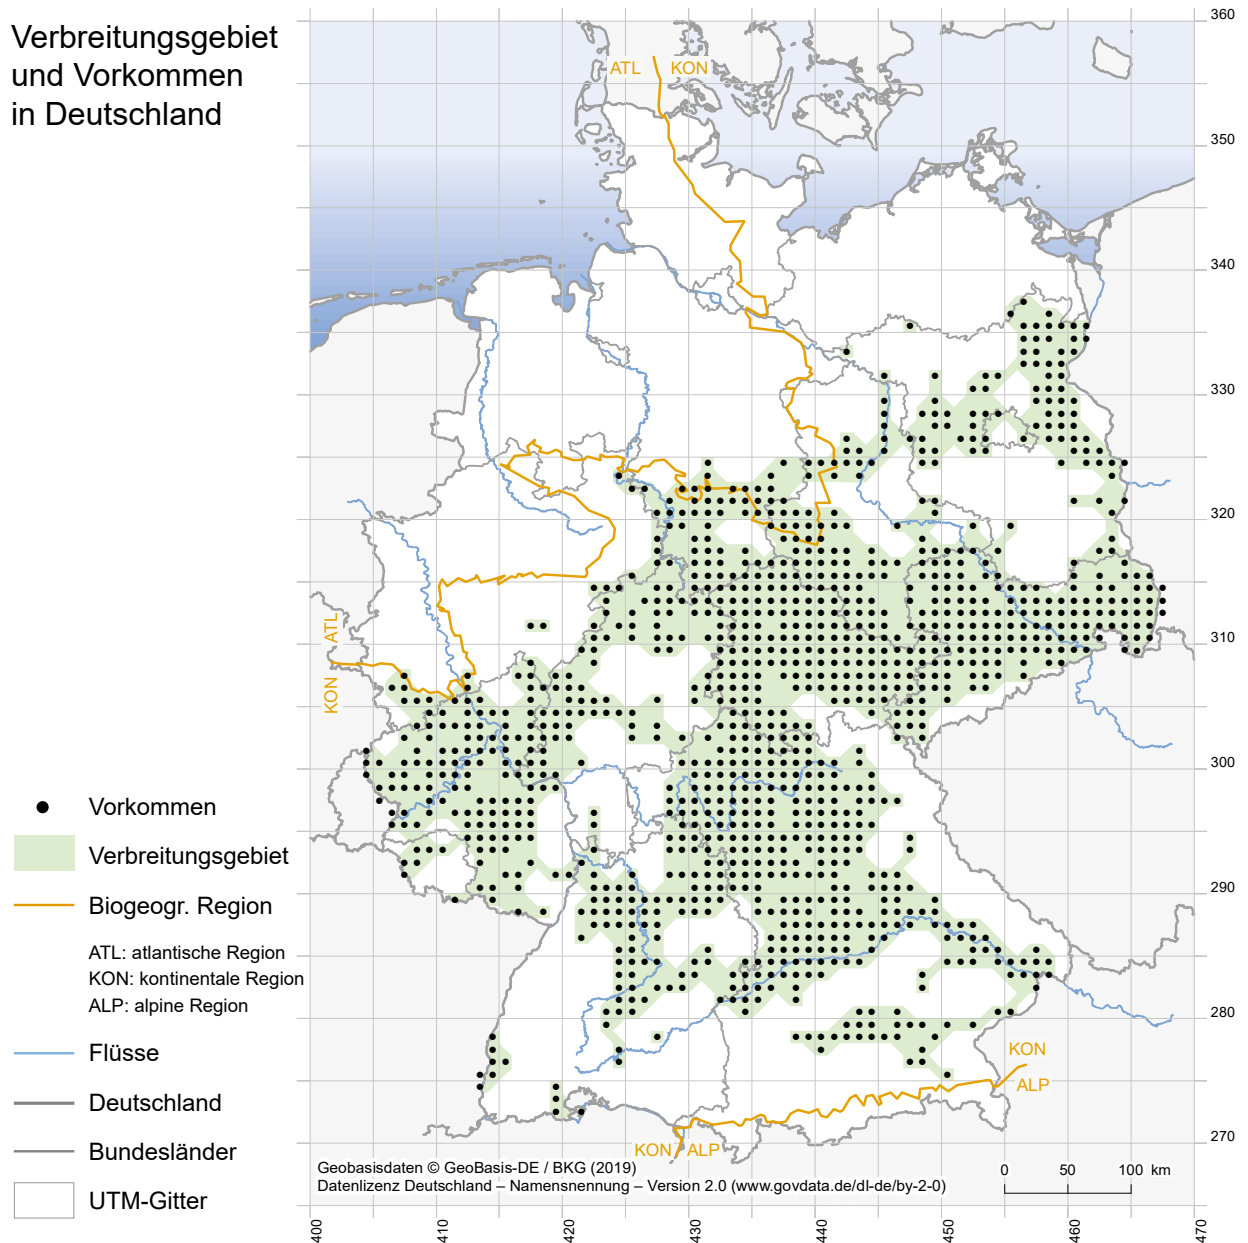 Verbreitungsgebiet
und Vorkommen
in Deutschland
Vorkommen
Verbreitungsgebiet
Biogeogr. Region
ATL: atlantische Region
KON: kontinentale Region
ALP: alpine Region
Flüsse
Deutschland
Bundesländer
UTM-Gitter
ATL KON
KON ATL
KON
ALP
KON ALP
Geobasisdaten © GeoBasis-DE / BKG (2019)
Datenlizenz Deutschland – Namensnennung – Version 2.0 (www.govdata.de/dl-de/by-2-0)
0 50 100 km
360
350
340
330
320
310
300
290
280
270
400 410 420 430 440 450 460 470